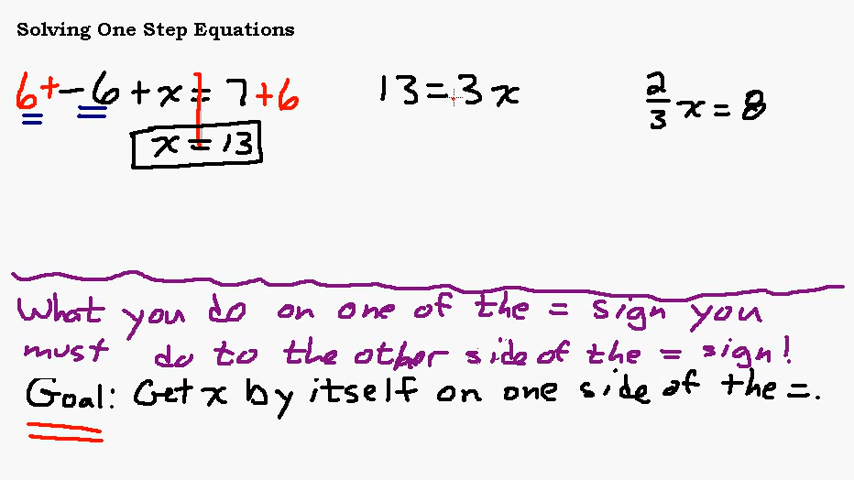 Solving One Step Equations
6+ -6+x=7+6
x=13
13=3x
2/3 x=8
What you do on one of the = sign you
must do to the other side of the = sign!
Goal: Get x by itself on one side of the =.